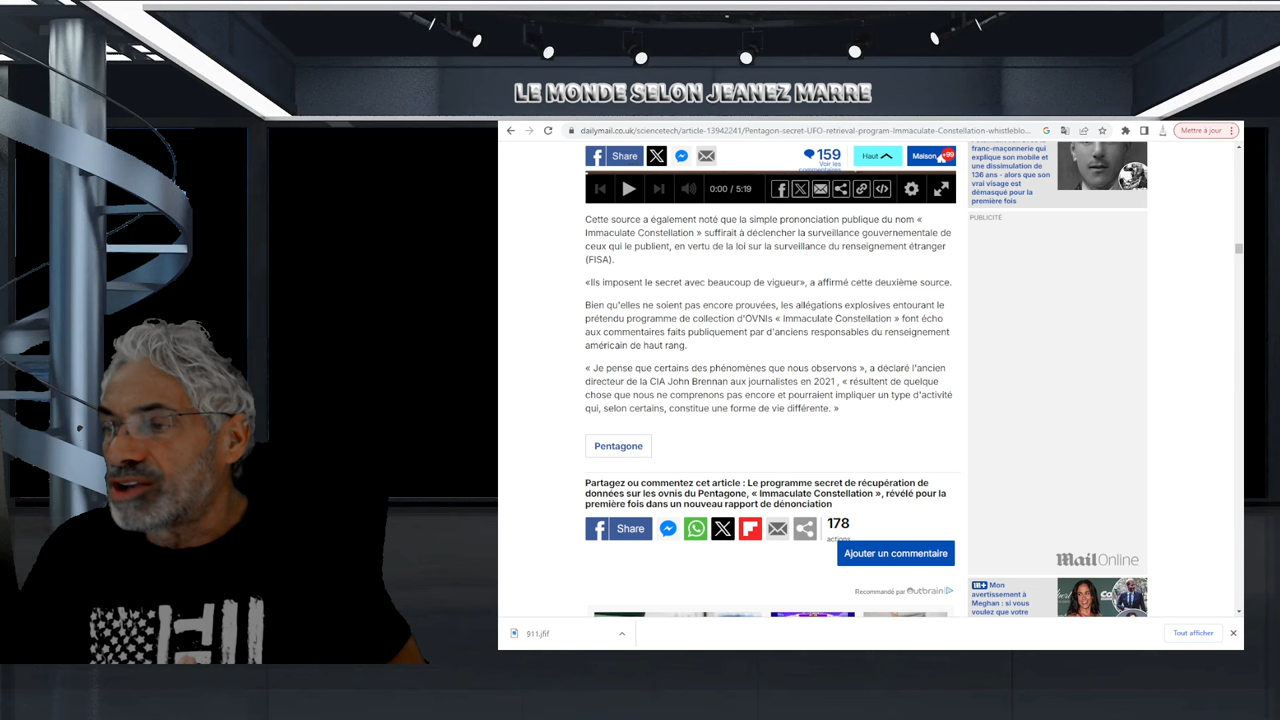 LE MONDE SELON JEANEZ MARRE
dailymail.co.uk/sciencetech/article-13942241/Pentagon-secret-UFO-retrieval-program-Immaculate-Constellation-whistleblo...
Mettre à jour
Share
159
Voir les
commentaires
Haut
Maison
+99
0:00 / 5:19
Cette source a également noté que la simple prononciation publique du nom «
Immaculate Constellation » suffirait à déclencher la surveillance gouvernementale de
ceux qui le publient, en vertu de la loi sur la surveillance du renseignement étranger
(FISA).
«Ils imposent le secret avec beaucoup de vigueur», a affirmé cette deuxième source.
Bien qu'elles ne soient pas encore prouvées, les allégations explosives entourant le
prétendu programme de collection d'OVNIs « Immaculate Constellation » font écho
aux commentaires faits publiquement par d'anciens responsables du renseignement
américain de haut rang.
« Je pense que certains des phénomènes que nous observons », a déclaré l'ancien
directeur de la CIA John Brennan aux journalistes en 2021, « résultent de quelque
chose que nous ne comprenons pas encore et pourraient impliquer un type d'activité
qui, selon certains, constitue une forme de vie différente. »
Pentagone
Partagez ou commentez cet article : Le programme secret de récupération de
données sur les ovnis du Pentagone, « Immaculate Constellation », révélé pour la
première fois dans un nouveau rapport de dénonciation
Share
178
actions
Ajouter un commentaire
Recommandé par Outbrain
franc-maçonnerie qui
explique son mobile et
une dissimulation de
136 ans - alors que son
vrai visage est
démasqué pour la
première fois
PUBLICITÉ
MailOnline
Mon
avertissement à
Meghan : si vous
voulez que votre
911.jfif
Tout afficher